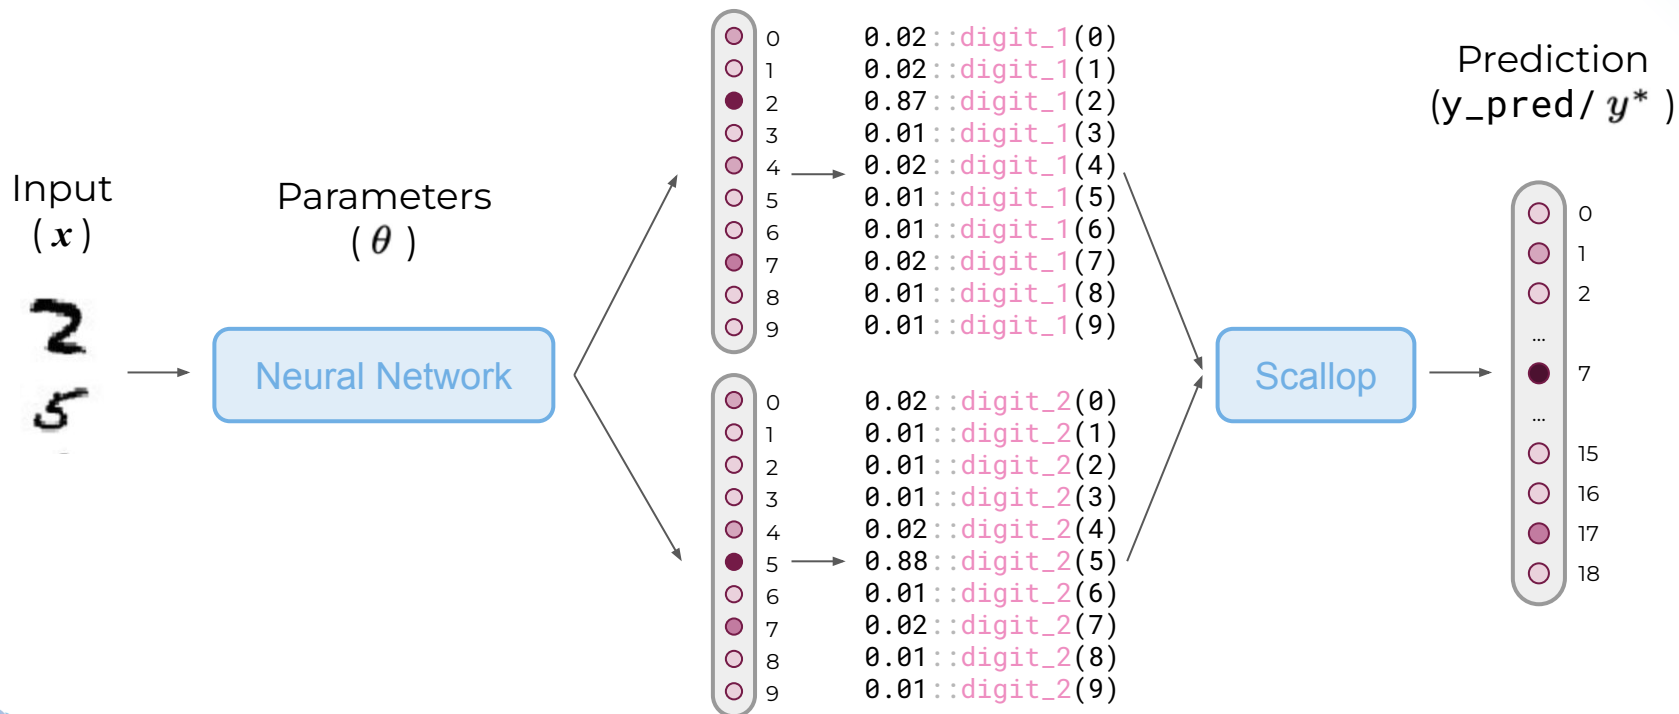 Input
( x )
2
5
Parameters
( θ )
Neural Network
0
1
2
3
4
5
6
7
8
9
0.02::digit_1(0)
0.02::digit_1(1)
0.87::digit_1(2)
0.01::digit_1(3)
0.02::digit_1(4)
0.01::digit_1(5)
0.01::digit_1(6)
0.02::digit_1(7)
0.01::digit_1(8)
0.01::digit_1(9)
0
1
2
3
4
5
6
7
8
9
0.02::digit_2(0)
0.01::digit_2(1)
0.01::digit_2(2)
0.01::digit_2(3)
0.02::digit_2(4)
0.88::digit_2(5)
0.01::digit_2(6)
0.02::digit_2(7)
0.01::digit_2(8)
0.01::digit_2(9)
Scallop
Prediction
(y_pred/ y* )
0
1
2
...
7
...
15
16
17
18